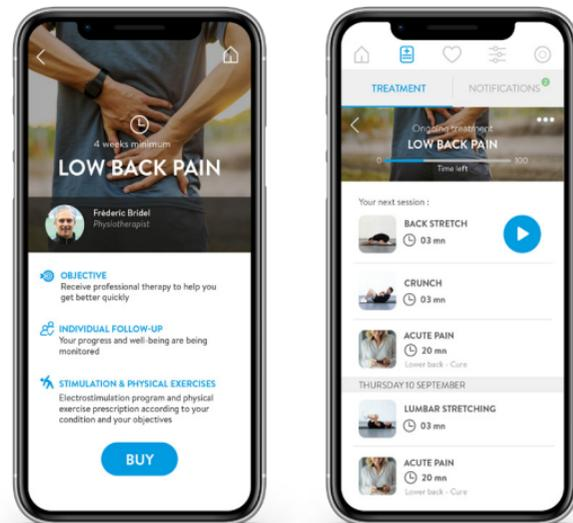 4 weeks minimum
LOW BACK PAIN
Fréderic Bridel
Physiotherapist
OBJECTIVE
Receive professional therapy to help you
get better quickly
INDIVIDUAL FOLLOW-UP
Your progress and well-being are being
monitored
STIMULATION & PHYSICAL EXERCISES
Electrostimulation program and physical
exercise prescription according to your
condition and your objectives
BUY
TREATMENT
NOTIFICATIONS 2
Ongoing treatment
LOW BACK PAIN
0 100
Time left
Your next session :
BACK STRETCH
03 mn
CRUNCH
03 mn
ACUTE PAIN
20 mn
Lower back - Cure
THURSDAY 10 SEPTEMBER
LUMBAR STRETCHING
03 mn
ACUTE PAIN
20 mn
Lower back - Cure